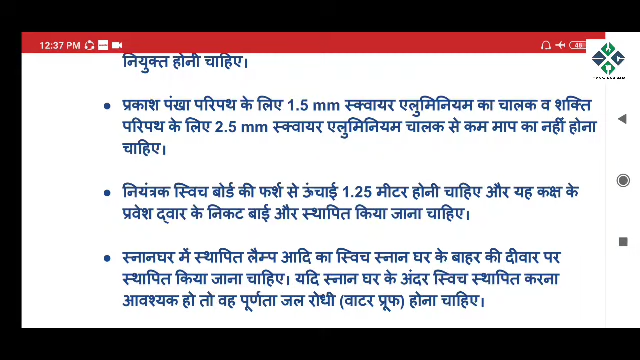 12:37 PM
नियुक्त होनी चाहिए।
प्रकाश पंखा परिपथ के लिए 1.5 mm स्क्वायर एलुमिनियम का चालक व शक्ति
परिपथ के लिए 2.5 mm स्क्वायर एलुमिनियम चालक से कम माप का नहीं होना
चाहिए।
नियंत्रक स्विच बोर्ड की फर्श से ऊंचाई 1.25 मीटर होनी चाहिए और यह कक्ष के
प्रवेश द्वार के निकट बाई और स्थापित किया जाना चाहिए।
स्नानघर में स्थापित लैम्प आदि का स्विच स्नान घर के बाहर की दीवार पर
स्थापित किया जाना चाहिए। यदि स्नान घर के अंदर स्विच स्थापित करना
आवश्यक हो तो वह पूर्णता जल रोधी (वाटर प्रूफ) होना चाहिए।